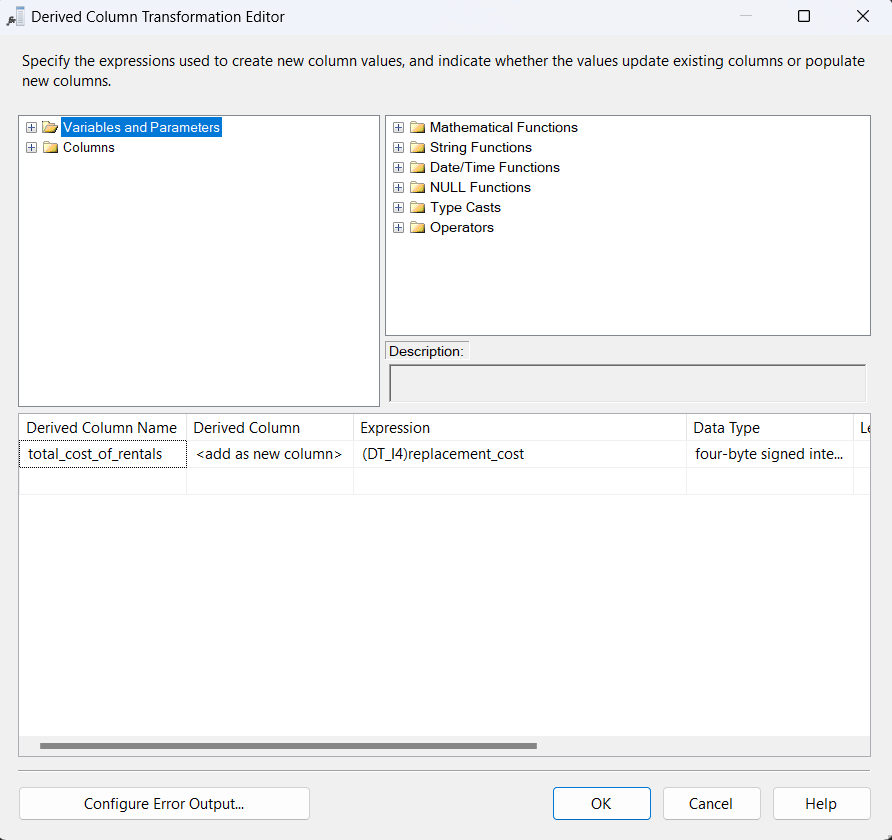 Derived Column Transformation Editor
Specify the expressions used to create new column values, and indicate whether the values update existing columns or populate
new columns.
Variables and Parameters
Columns
Mathematical Functions
String Functions
Date/Time Functions
NULL Functions
Type Casts
Operators
Description:
Derived Column Name Derived Column Expression Data Type Le
total_cost_of_rentals <add as new column> (DT_I4)replacement_cost four-byte signed inte...
Configure Error Output... OK Cancel Help